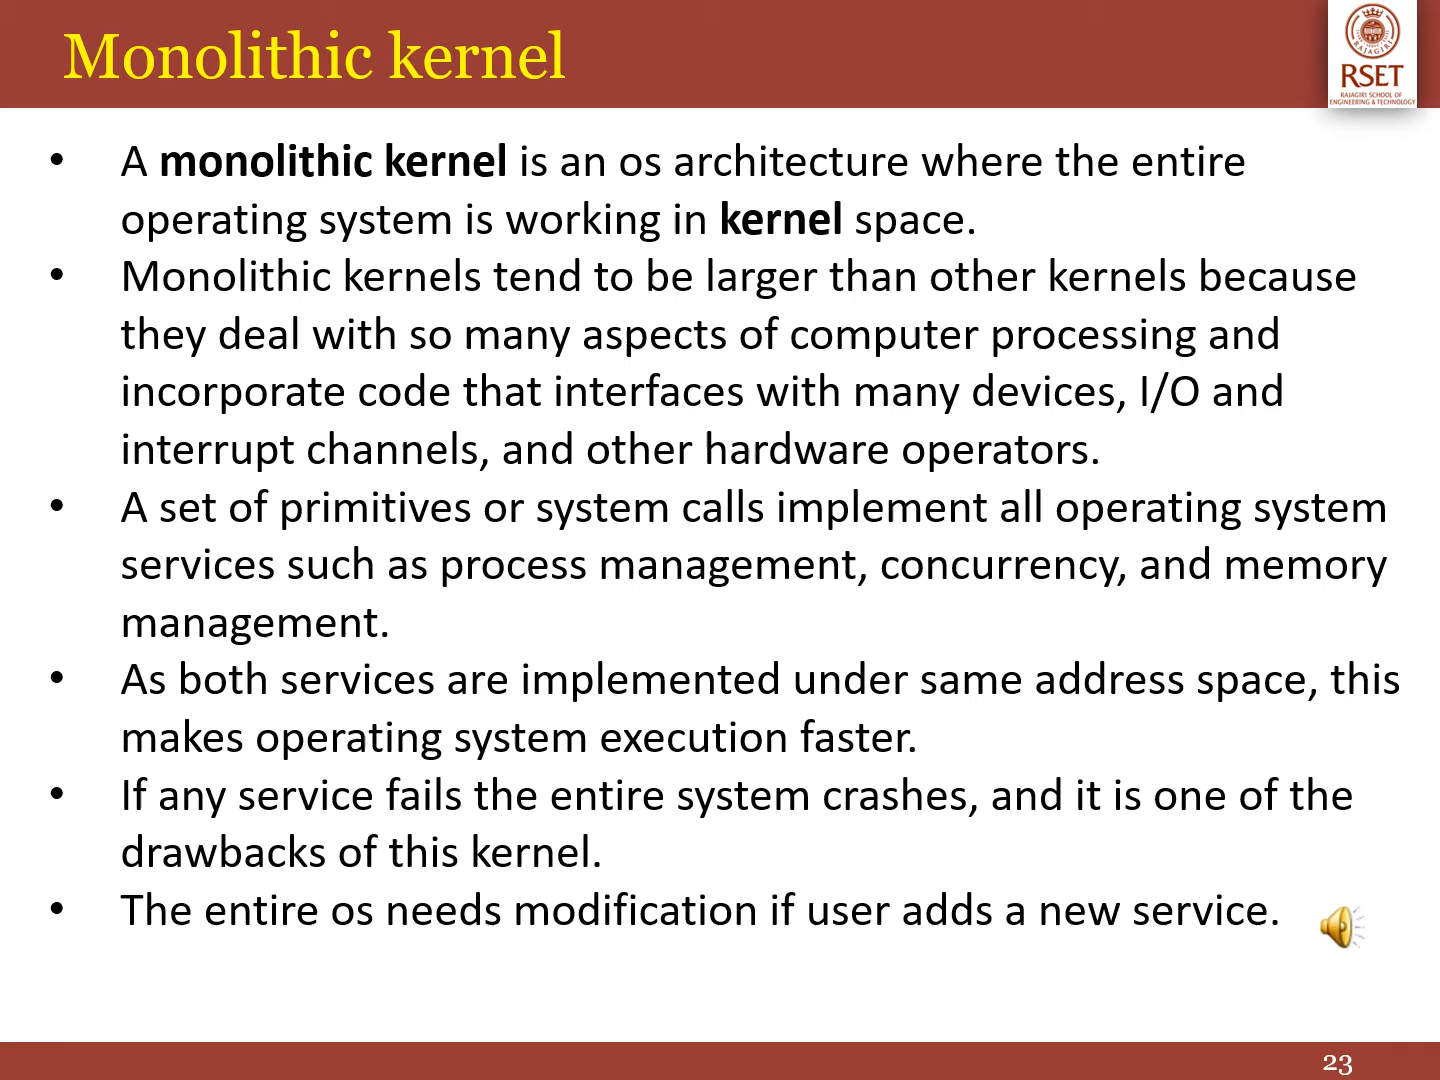 Monolithic kernel
RAJAGIRI
RSET
RAJAGIRI SCHOOL OF
ENGINEERING & TECHNOLOGY
• A monolithic kernel is an os architecture where the entire
operating system is working in kernel space.
• Monolithic kernels tend to be larger than other kernels because
they deal with so many aspects of computer processing and
incorporate code that interfaces with many devices, I/O and
interrupt channels, and other hardware operators.
• A set of primitives or system calls implement all operating system
services such as process management, concurrency, and memory
management.
• As both services are implemented under same address space, this
makes operating system execution faster.
• If any service fails the entire system crashes, and it is one of the
drawbacks of this kernel.
• The entire os needs modification if user adds a new service.
23